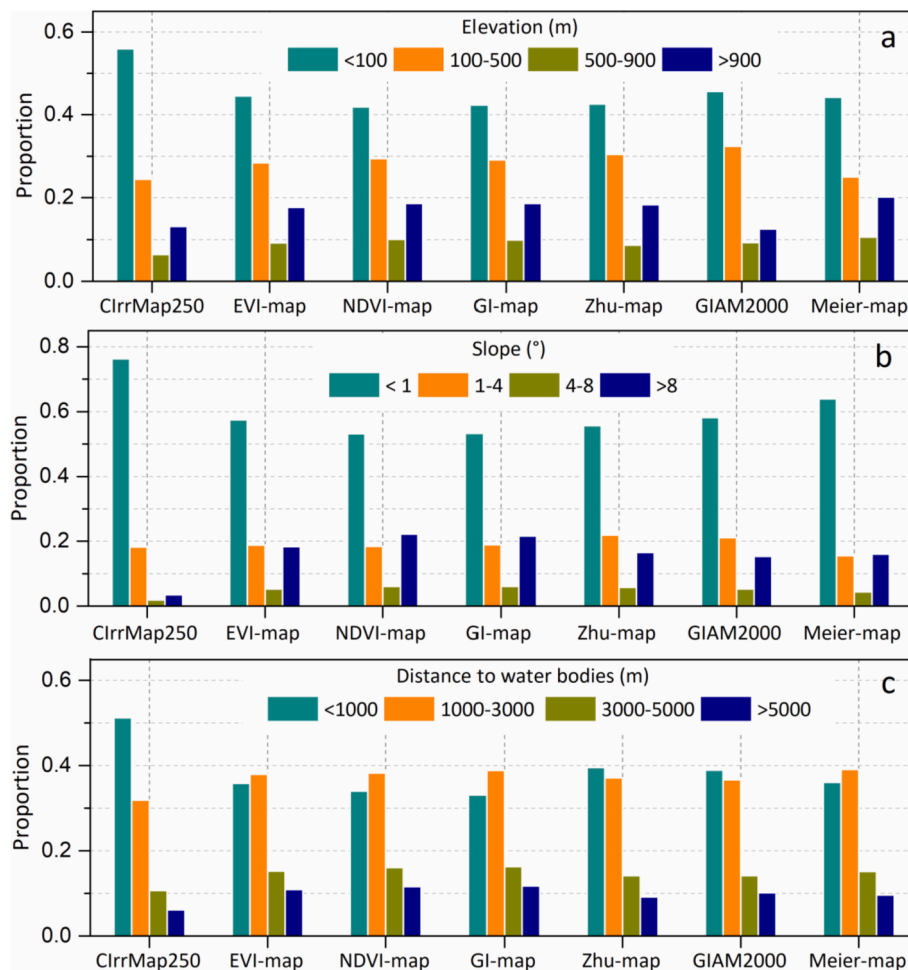 Elevation (m)
a
<100 100-500 500-900 >900
Proportion
0.6
0.4
0.2
0.0
CIrrMap250 EVI-map NDVI-map GI-map Zhu-map GIAM2000 Meier-map
Slope (°)
b
< 1 1-4 4-8 >8
Proportion
0.8
0.6
0.4
0.2
0.0
CIrrMap250 EVI-map NDVI-map GI-map Zhu-map GIAM2000 Meier-map
Distance to water bodies (m)
c
<1000 1000-3000 3000-5000 >5000
Proportion
0.6
0.4
0.2
0.0
CIrrMap250 EVI-map NDVI-map GI-map Zhu-map GIAM2000 Meier-map